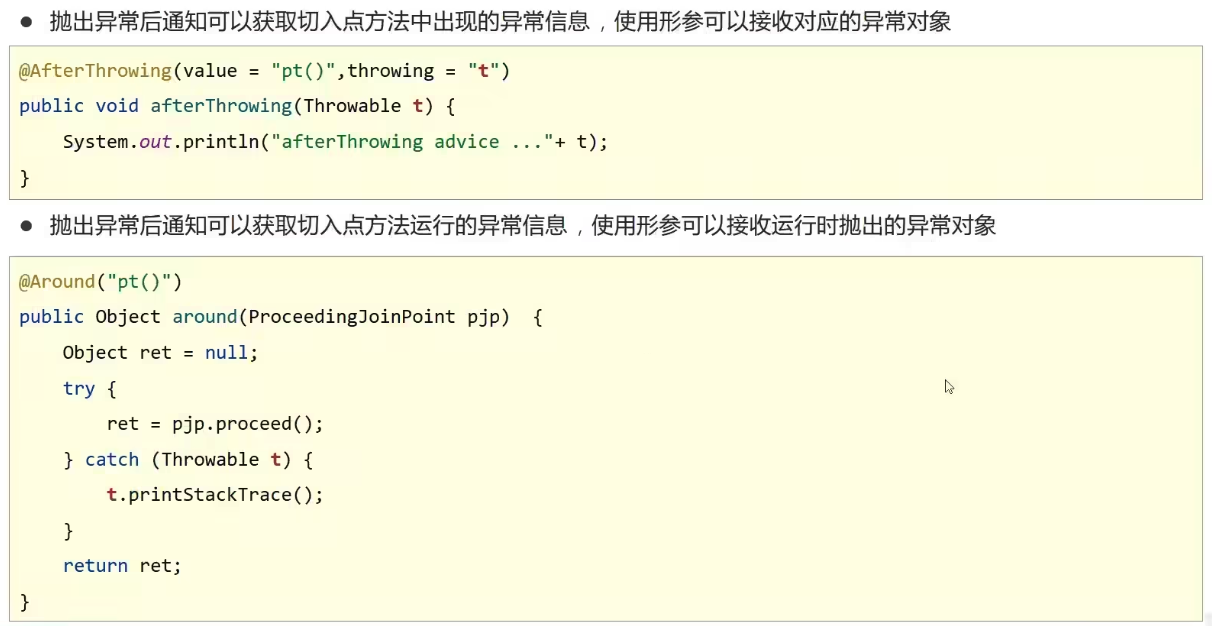 ● 抛出异常后通知可以获取切入点方法中出现的异常信息，使用形参可以接收对应的异常对象
@AfterThrowing(value = "pt()",throwing = "t")
public void afterThrowing(Throwable t) {
    System.out.println("afterThrowing advice ..."+ t);
}
● 抛出异常后通知可以获取切入点方法运行的异常信息，使用形参可以接收运行时抛出的异常对象
@Around("pt()")
public Object around(ProceedingJoinPoint pjp)  {
    Object ret = null;
    try {
        ret = pjp.proceed();
    } catch (Throwable t) {
        t.printStackTrace();
    }
    return ret;
}